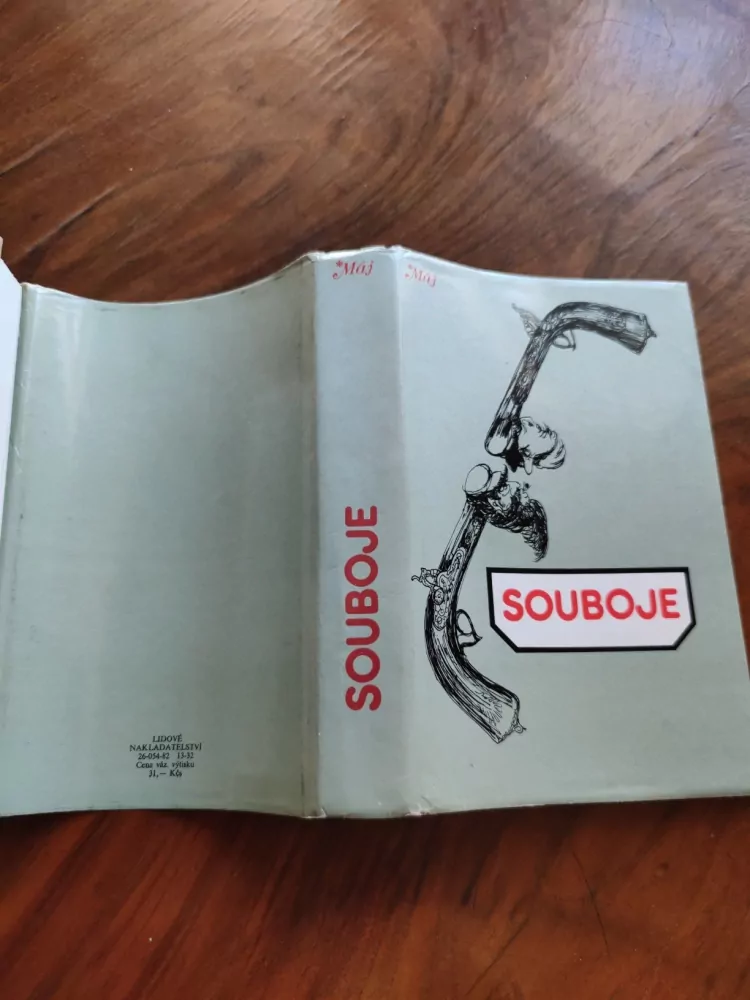 *Máj
*Máj
SOUBOJE
SOUBOJE
LIDOVÉ
NAKLADATELSTVÍ
26-054-82 13-32
Cena váz. výtisku
31,— Kčs